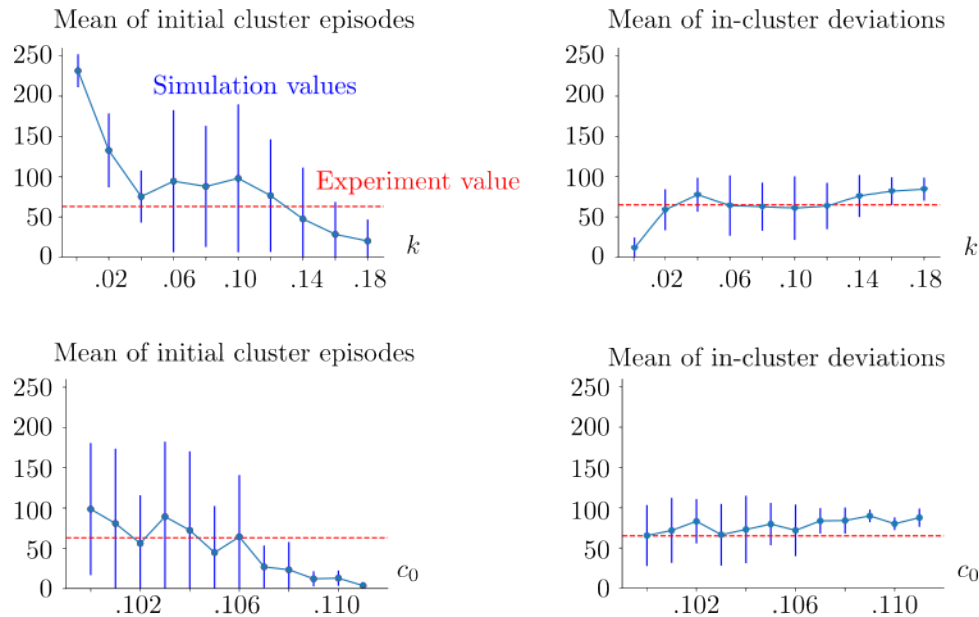 Mean of initial cluster episodes
250
200
150
100
50
0
Simulation values
Experiment value
k
.02 .06 .10 .14 .18
Mean of in-cluster deviations
250
200
150
100
50
0
k
.02 .06 .10 .14 .18
Mean of initial cluster episodes
250
200
150
100
50
0
c₀
.102 .106 .110
Mean of in-cluster deviations
250
200
150
100
50
0
c₀
.102 .106 .110